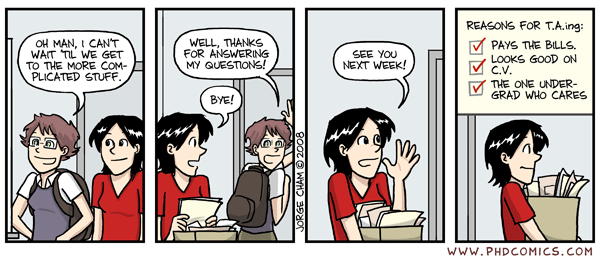 OH MAN, I CAN'T
WAIT 'TIL WE GET
TO THE MORE COM-
PLICATED STUFF.
WELL, THANKS
FOR ANSWERING
MY QUESTIONS!
BYE!
JORGE CHAM © 2008
SEE YOU
NEXT WEEK!
REASONS FOR T.A.ing:
PAYS THE BILLS.
LOOKS GOOD ON
C.V.
THE ONE UNDER-
GRAD WHO CARES
WWW.PHDCOMICS.COM